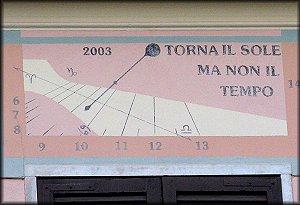 2003
TORNA IL SOLE
MA NON IL
TEMPO
14
6
7
8
9 10 11 12 13